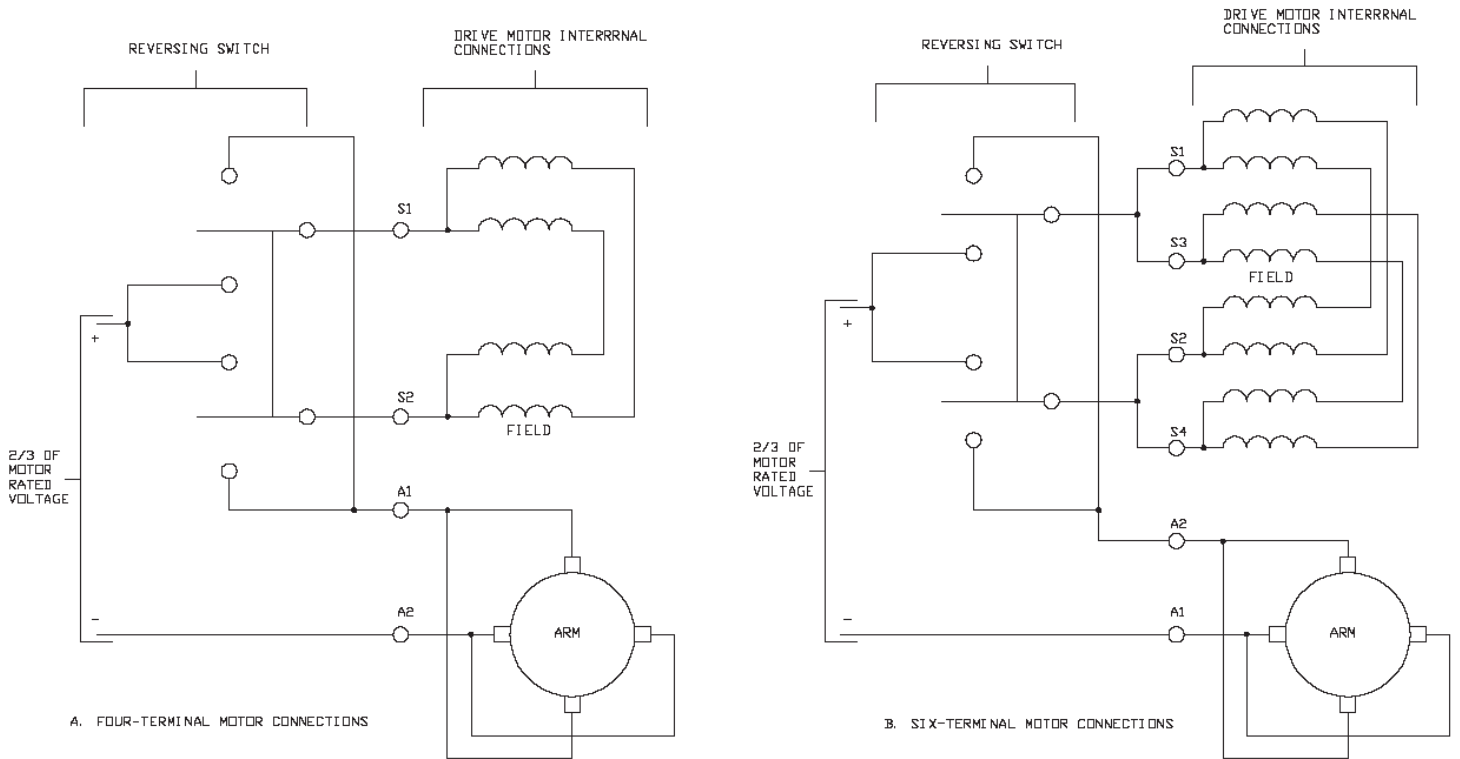 REVERSING SWITCH
DRIVE MOTOR INTERRRNAL
CONNECTIONS
S1
+
S2
FIELD
2/3 OF
MOTOR
RATED
VOLTAGE
A1
-
A2
ARM
A. FOUR-TERMINAL MOTOR CONNECTIONS
REVERSING SWITCH
DRIVE MOTOR INTERRRNAL
CONNECTIONS
S1
S3
FIELD
+
S2
S4
2/3 OF
MOTOR
RATED
VOLTAGE
A2
-
A1
ARM
B. SIX-TERMINAL MOTOR CONNECTIONS